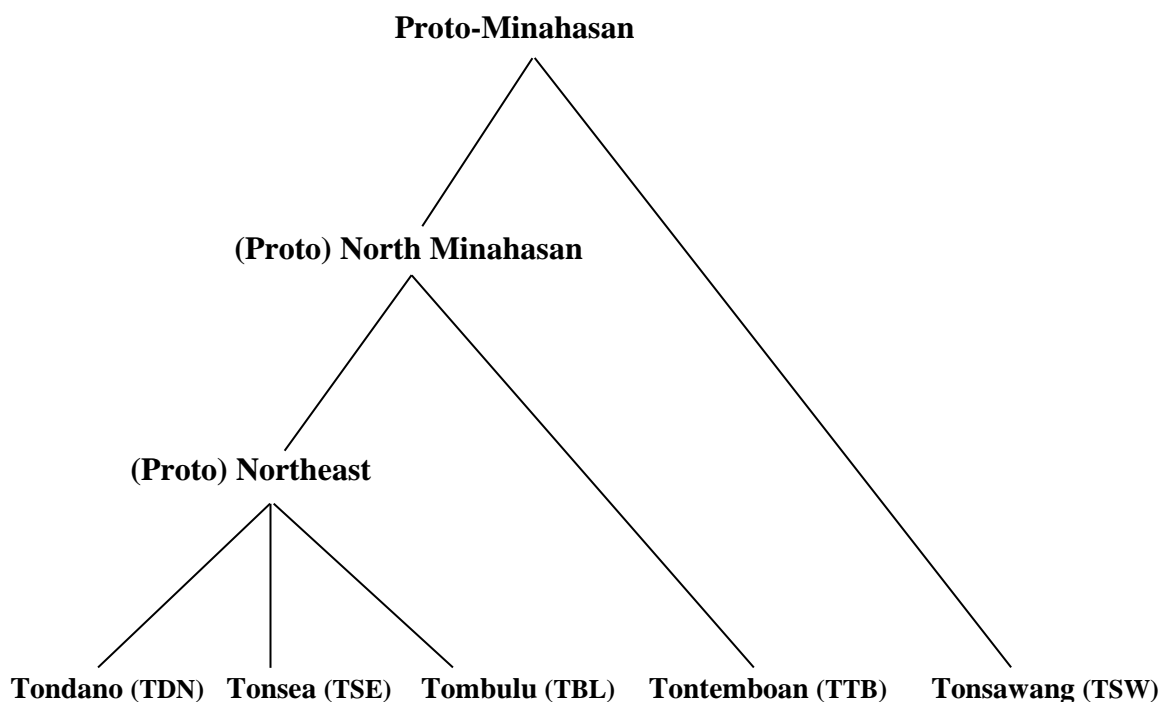 Proto-Minahasan
(Proto) North Minahasan
(Proto) Northeast
Tondano (TDN) Tonsea (TSE) Tombulu (TBL) Tontemboan (TTB) Tonsawang (TSW)